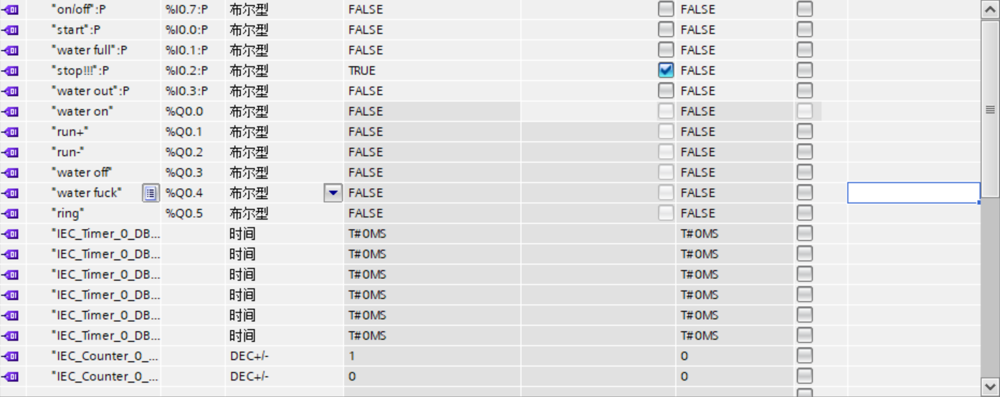 "on/off":P %I0.7:P 布尔型 FALSE FALSE
"start":P %I0.0:P 布尔型 FALSE FALSE
"water full":P %I0.1:P 布尔型 FALSE FALSE
"stop!!!":P %I0.2:P 布尔型 TRUE FALSE
"water out":P %I0.3:P 布尔型 FALSE FALSE
"water on" %Q0.0 布尔型 FALSE FALSE
"run+" %Q0.1 布尔型 FALSE FALSE
"run-" %Q0.2 布尔型 FALSE FALSE
"water off" %Q0.3 布尔型 FALSE FALSE
"water fuck" %Q0.4 布尔型 FALSE FALSE
"ring" %Q0.5 布尔型 FALSE FALSE
"IEC_Timer_0_DB... 时间 T#0MS T#0MS
"IEC_Timer_0_DB... 时间 T#0MS T#0MS
"IEC_Timer_0_DB... 时间 T#0MS T#0MS
"IEC_Timer_0_DB... 时间 T#0MS T#0MS
"IEC_Timer_0_DB... 时间 T#0MS T#0MS
"IEC_Timer_0_DB... 时间 T#0MS T#0MS
"IEC_Counter_0_... DEC+/- 1 0
"IEC_Counter_0_... DEC+/- 0 0